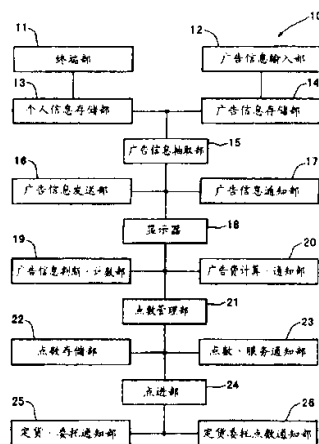 10
11
12
终端部
广告信息输入部
13
14
个人信息存储部
广告信息存储部
15
广告信息抽取部
16
17
广告信息发送部
广告信息通知部
18
显示器
19
20
广告信息判断·计数部
广告费计算·通知部
21
点数管理部
22
23
点数存储部
点数·服务通知部
24
点进部
25
26
定货·委托通知部
定货委托点数通知部